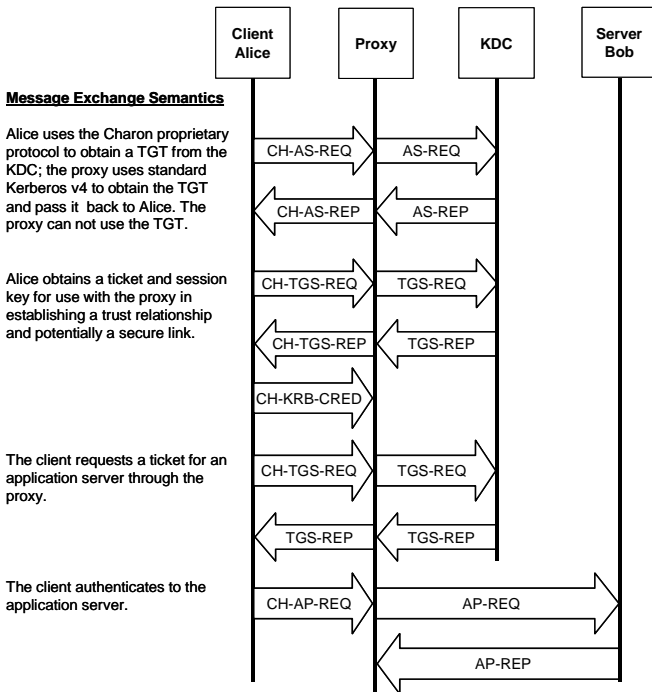 Client
Alice
Proxy
KDC
Server
Bob
Message Exchange Semantics
Alice uses the Charon proprietary
protocol to obtain a TGT from the
KDC; the proxy uses standard
Kerberos v4 to obtain the TGT
and pass it back to Alice. The
proxy can not use the TGT.
CH-AS-REQ
AS-REQ
CH-AS-REP
AS-REP
Alice obtains a ticket and session
key for use with the proxy in
establishing a trust relationship
and potentially a secure link.
CH-TGS-REQ
TGS-REQ
CH-TGS-REP
TGS-REP
CH-KRB-CRED
The client requests a ticket for an
application server through the
proxy.
CH-TGS-REQ
TGS-REQ
TGS-REP
TGS-REP
The client authenticates to the
application server.
CH-AP-REQ
AP-REQ
AP-REP